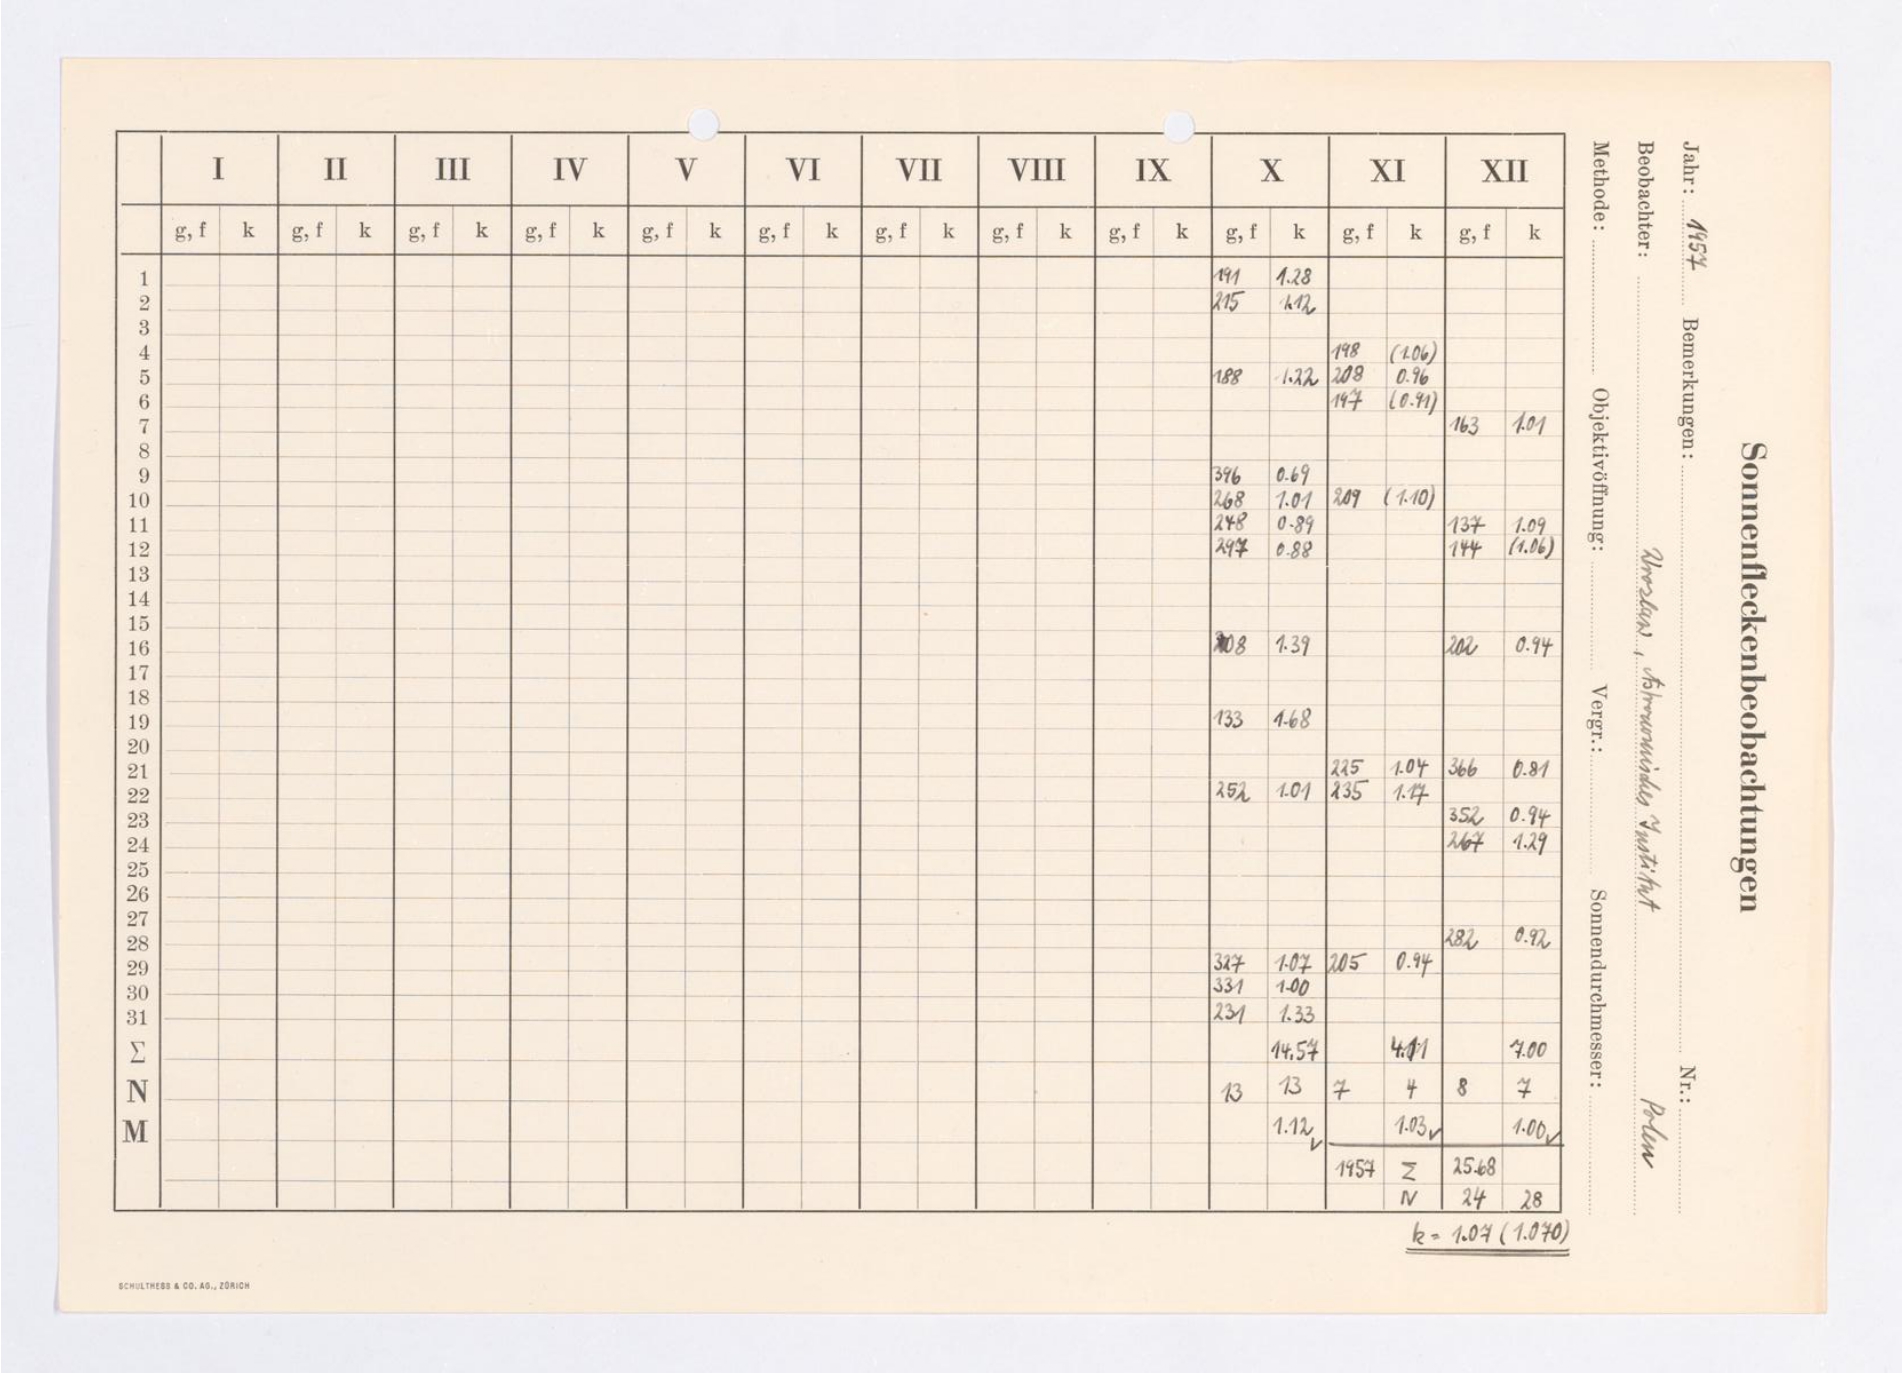 Sonnenfleckenbeobachtungen
Jahr: 1957 Bemerkungen: Nr.:
Beobachter: Wroclaw, Astronomisches Institut Polen
Methode: Objektivöffnung: Vergr.: Sonnendurchmesser:
I II III IV V VI VII VIII IX X XI XII
g, f k g, f k g, f k g, f k g, f k g, f k g, f k g, f k g, f k g, f k g, f k g, f k
1 191 1.28
2 215 1.12
3
4 198 (1.06)
5 188 1.22 208 0.96
6 197 (0.91)
7 163 1.01
8
9 396 0.69
10 268 1.01 209 (1.10)
11 248 0.89 137 1.09
12 297 0.88 144 (1.06)
13
14
15
16 208 1.39 202 0.94
17
18
19 133 1.68
20
21 225 1.04 366 0.81
22 252 1.01 235 1.17
23 352 0.94
24 267 1.29
25
26
27
28 282 0.92
29 327 1.07 205 0.94
30 331 1.00
31 231 1.33
Σ 14.57 4.11 7.00
N 13 13 7 4 8 7
M 1.12 ✓ 1.03 ✓ 1.00 ✓
1957 Σ 25.68
N 24 28
k = 1.07 (1.070)
SCHULTHESS & CO. AG., ZÜRICH